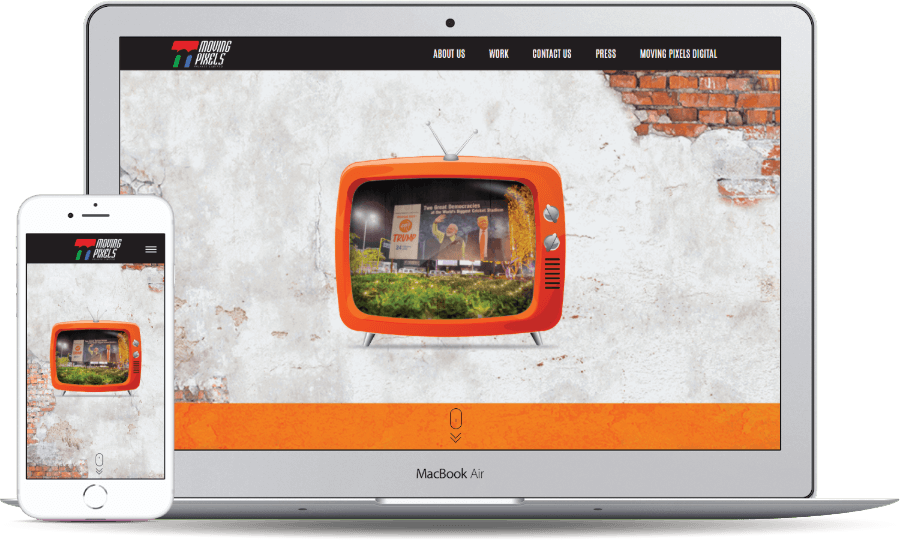 MOVING
PIXELS
ABOUT US
WORK
CONTACT US
PRESS
MOVING PIXELS DIGITAL
Two Great Democracies
at the World's Biggest Cricket Stadium
TRUMP
MOVING
PIXELS
MacBook Air